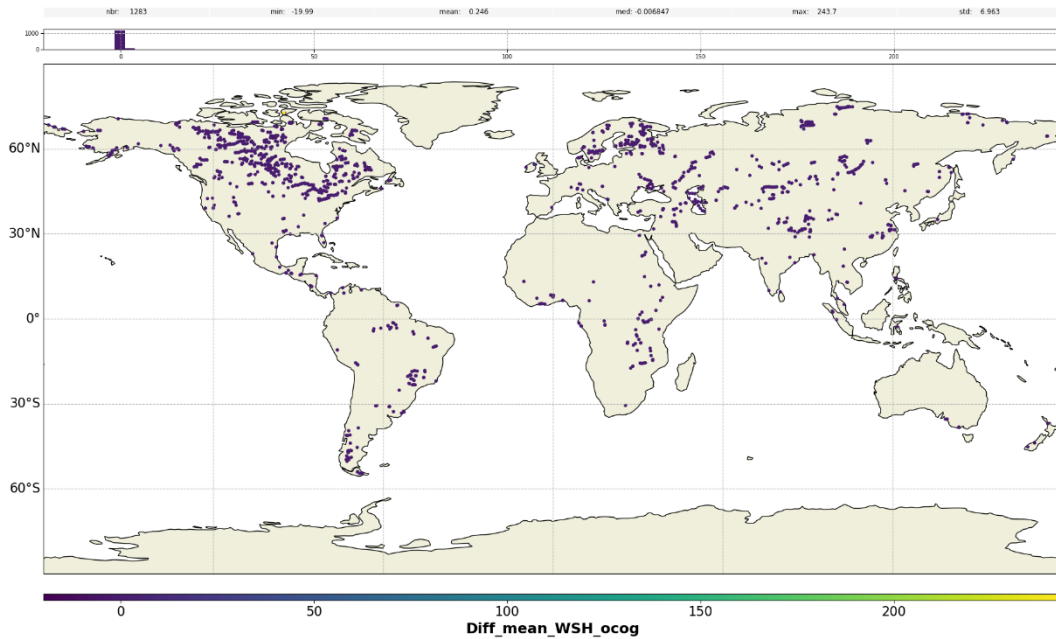 nbr: 1283 min: -19.99 mean: 0.246 med: -0.006847 max: 243.7 std: 6.963
1000
0
0 50 100 150 200
60°N
30°N
0°
30°S
60°S
0 50 100 150 200
Diff_mean_WSH_ocog